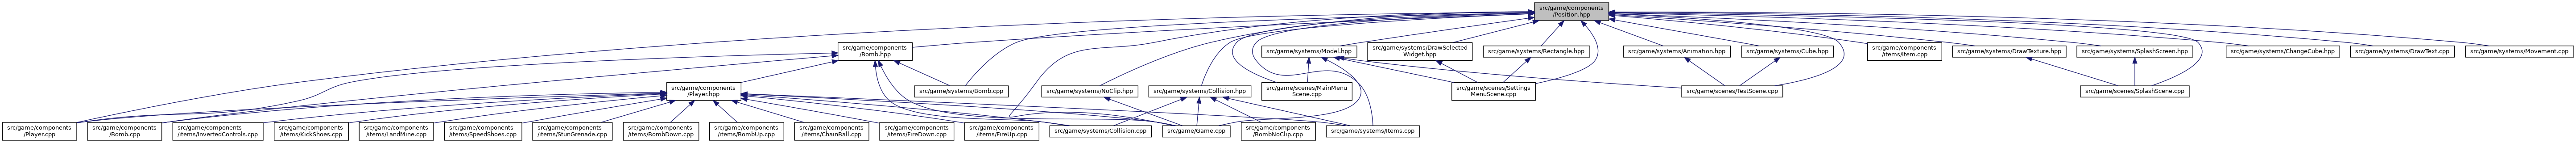 src/game/components
/Position.hpp
src/game/components
/Bomb.hpp
src/game/systems/Model.hpp
src/game/systems/DrawSelected
Widget.hpp
src/game/systems/Rectangle.hpp
src/game/systems/Animation.hpp
src/game/systems/Cube.hpp
src/game/components
/items/Item.cpp
src/game/systems/DrawTexture.hpp
src/game/systems/SplashScreen.hpp
src/game/systems/ChangeCube.hpp
src/game/systems/DrawText.cpp
src/game/systems/Movement.cpp
src/game/components
/Player.hpp
src/game/systems/Bomb.cpp
src/game/systems/NoClip.hpp
src/game/systems/Collision.hpp
src/game/scenes/MainMenu
Scene.cpp
src/game/scenes/Settings
MenuScene.cpp
src/game/scenes/TestScene.cpp
src/game/scenes/SplashScene.cpp
src/game/components
/Player.cpp
src/game/components
/Bomb.cpp
src/game/components
/items/InvertedControls.cpp
src/game/components
/items/KickShoes.cpp
src/game/components
/items/LandMine.cpp
src/game/components
/items/SpeedShoes.cpp
src/game/components
/items/StunGrenade.cpp
src/game/components
/items/BombDown.cpp
src/game/components
/items/BombUp.cpp
src/game/components
/items/ChainBall.cpp
src/game/components
/items/FireDown.cpp
src/game/components
/items/FireUp.cpp
src/game/systems/Collision.cpp
src/game/Game.cpp
src/game/components
/BombNoClip.cpp
src/game/systems/Items.cpp